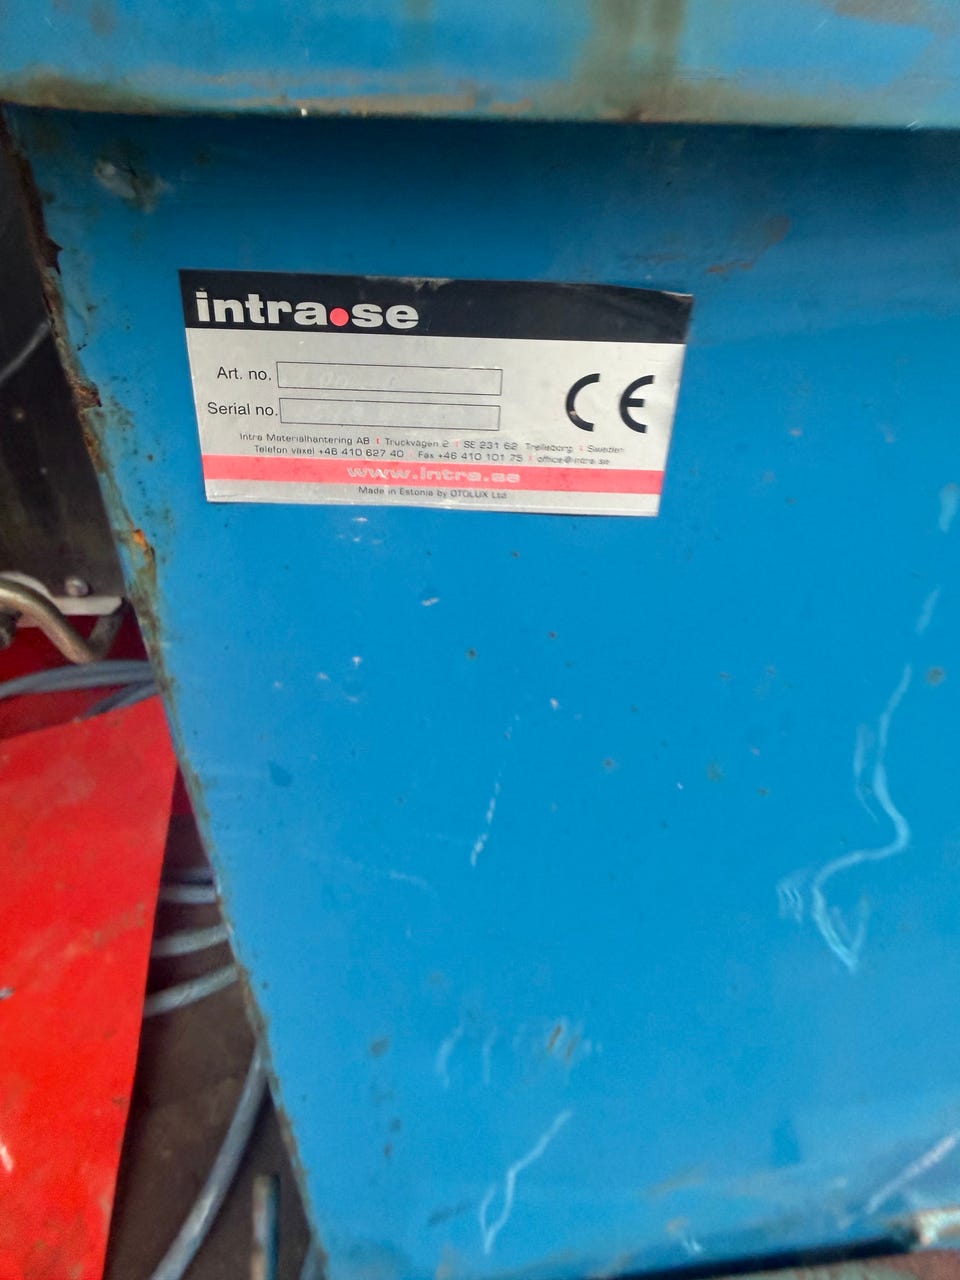 intra.se
Art. no.
Serial no.
CE
Intra Materialhantering AB | Truckvägen 2 | SE 231 62 Trelleborg | Sweden
Telefon växel +46 410 627 40 Fax +46 410 101 75 | office@intra.se
www.intra.se
Made in Estonia by OTOLUX Ltd